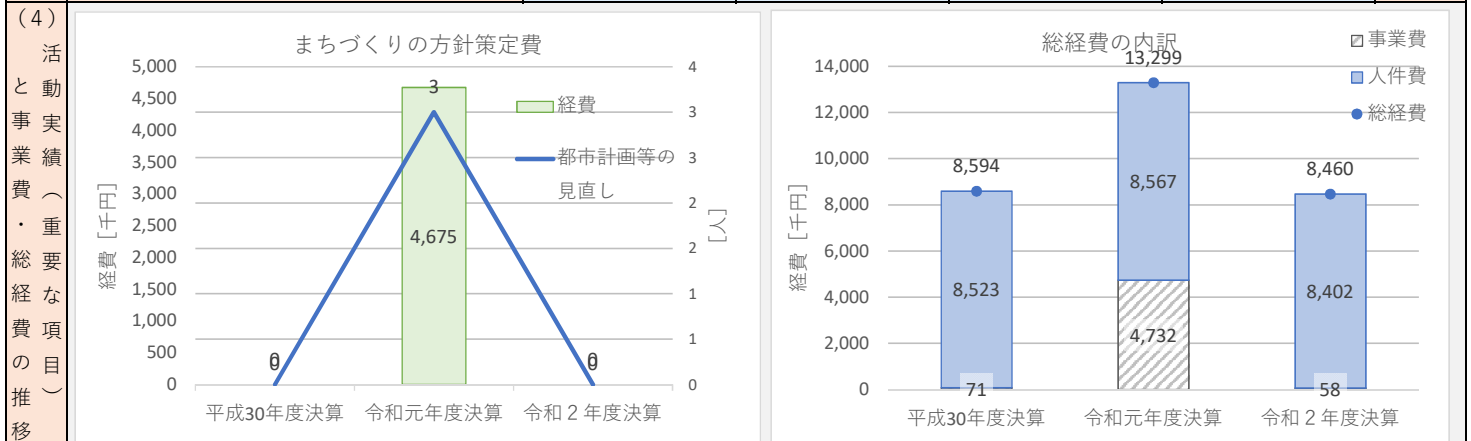 （４）
活動実績（重要な項目）
と事業費・総経費の推移
まちづくりの方針策定費
経費［千円］
5,000
4,500
4,000
3,500
3,000
2,500
2,000
1,500
1,000
500
0
4
3
3
2
2
1
1
0
［人］
経費
都市計画等の
見直し
3
4,675
0
0
0
0
平成30年度決算 令和元年度決算 令和２年度決算
総経費の内訳
経費［千円］
14,000
12,000
10,000
8,000
6,000
4,000
2,000
0
事業費
人件費
総経費
8,594
13,299
8,460
8,523
8,567
8,402
71
4,732
58
平成30年度決算 令和元年度決算 令和２年度決算